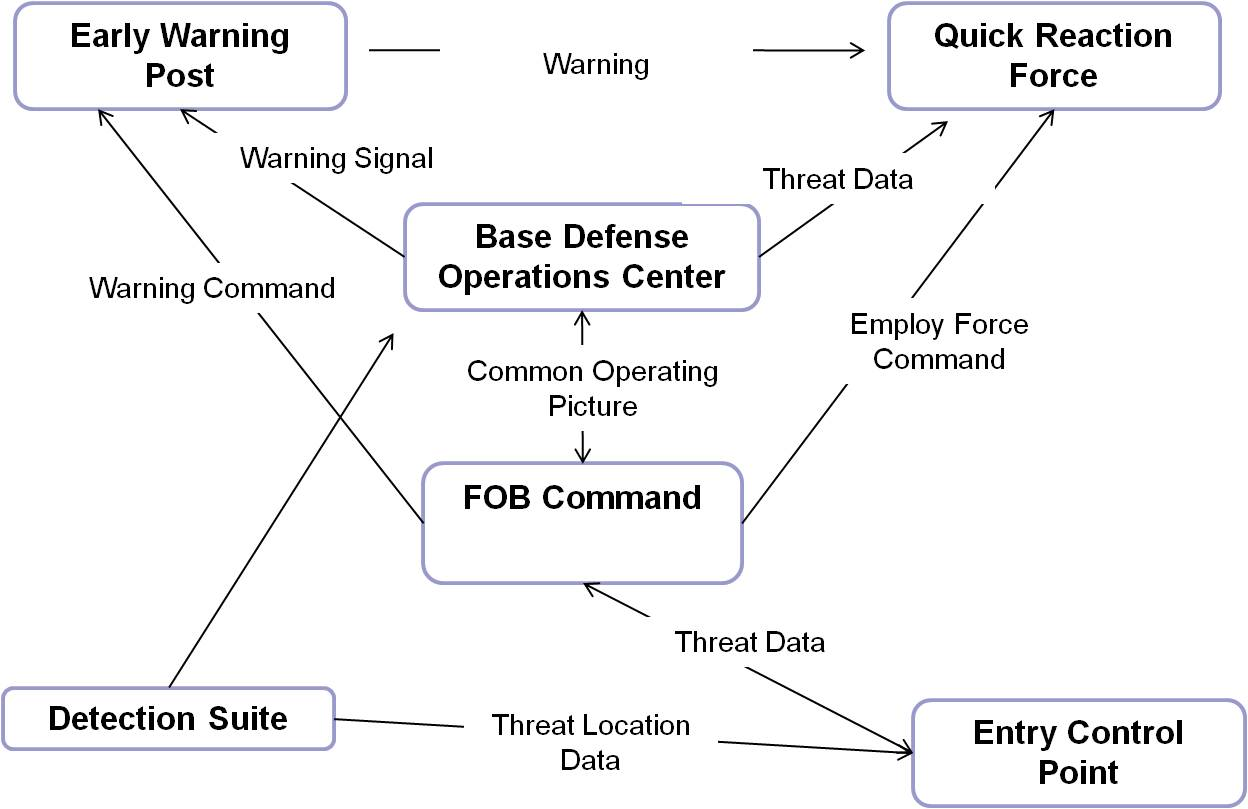 Early Warning
Post
Warning
Quick Reaction
Force
Warning Signal
Threat Data
Base Defense
Operations Center
Warning Command
Employ Force
Command
Common Operating
Picture
FOB Command
Threat Data
Detection Suite
Threat Location
Data
Entry Control
Point